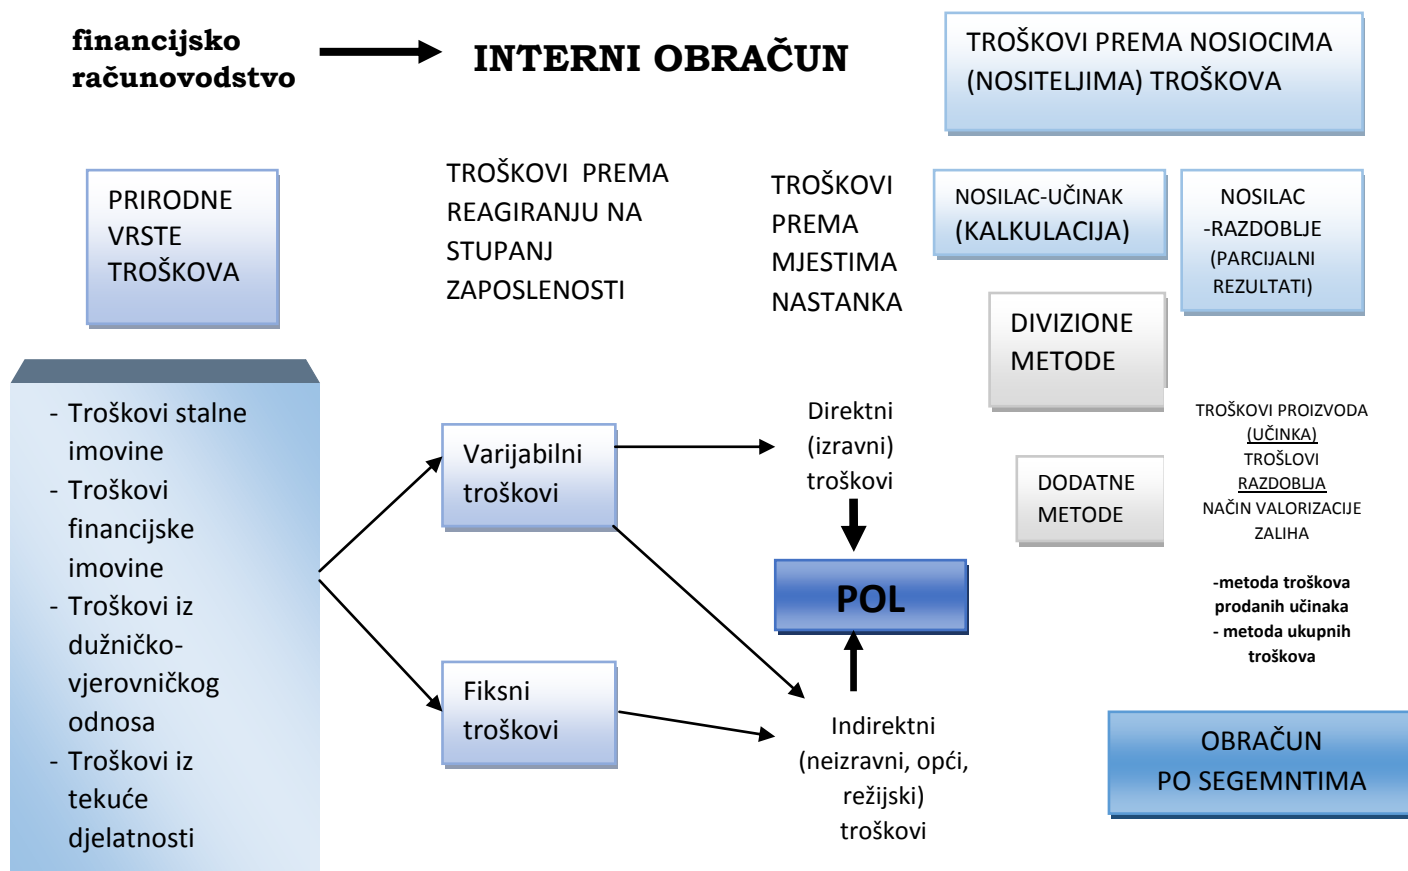 financijsko
računovodstvo
INTERNI OBRAČUN
TROŠKOVI PREMA NOSIOCIMA
(NOSITELJIMA) TROŠKOVA
PRIRODNE
VRSTE
TROŠKOVA
TROŠKOVI PREMA
REAGIRANJU NA
STUPANJ
ZAPOSLENOSTI
TROŠKOVI
PREMA
MJESTIMA
NASTANKA
NOSILAC-UČINAK
(KALKULACIJA)
NOSILAC
-RAZDOBLJE
(PARCIJALNI
REZULTATI)
DIVIZIONE
METODE
DODATNE
METODE
- Troškovi stalne
imovine
- Troškovi
financijske
imovine
- Troškovi iz
dužničko-
vjerovničkog
odnosa
- Troškovi iz
tekuće
djelatnosti
Varijabilni
troškovi
Fiksni
troškovi
Direktni
(izravni)
troškovi
POL
Indirektni
(neizravni, opći,
režijski)
troškovi
TROŠKOVI PROIZVODA
(UČINKA)
TROŠLOVI
RAZDOBLJA
NAČIN VALORIZACIJE
ZALIHA
-metoda troškova
prodanih učinaka
- metoda ukupnih
troškova
OBRAČUN
PO SEGEMNTIMA